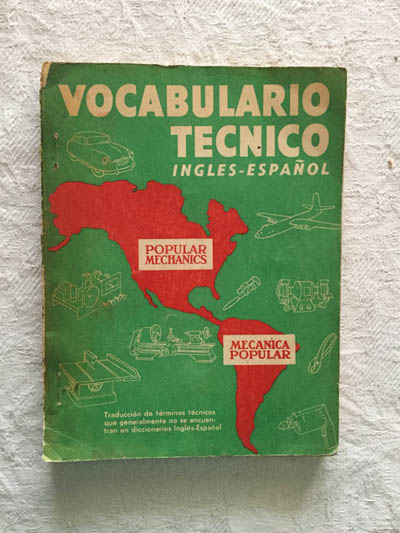 VOCABULARIO
TECNICO
INGLES-ESPAÑOL
POPULAR
MECHANICS
MECANICA
POPULAR
Traducción de términos técnicos
que generalmente no se encuen-
tran en diccionarios Inglés-Español